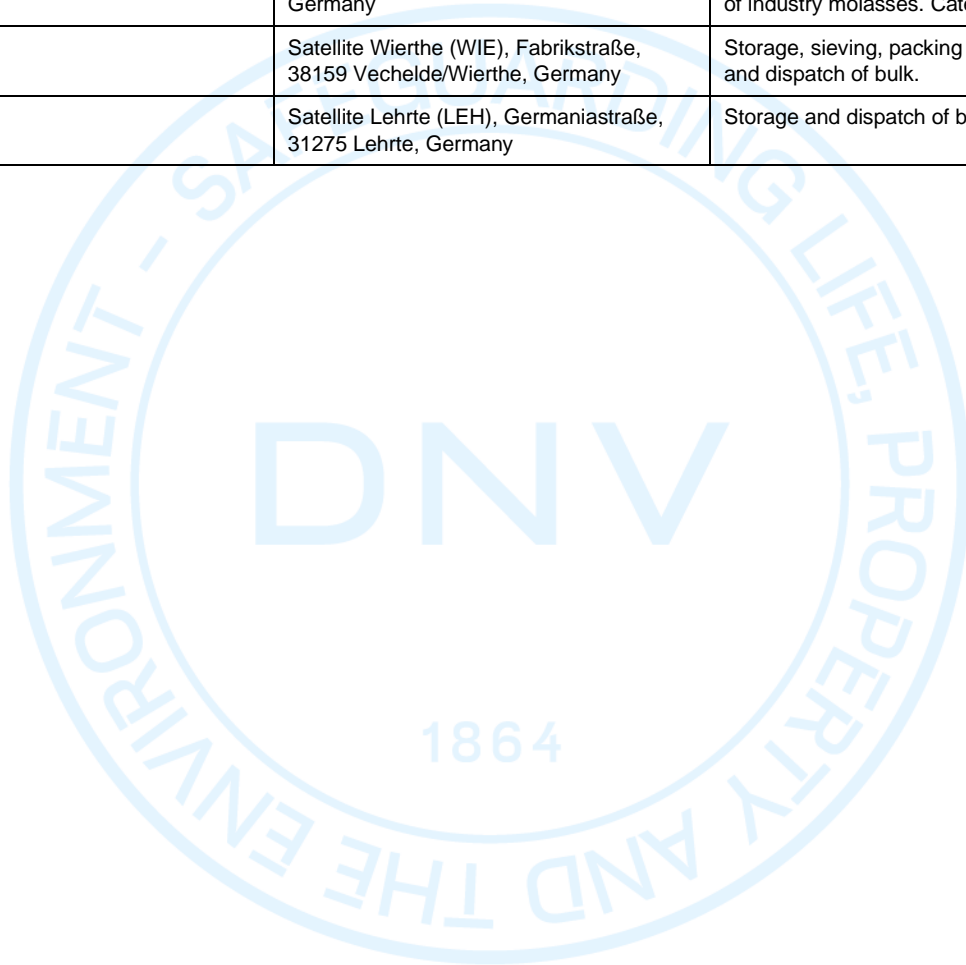 Germany
of industry molasses.
Satellite Wierthe (WIE), Fabrikstraße,
38159 Vechelde/Wierthe, Germany
Storage, sieving, packing
and dispatch of bulk.
Satellite Lehrte (LEH), Germaniastraße,
31275 Lehrte, Germany
Storage and dispatch of
SAFEGUARDING LIFE, PROPERTY AND THE ENVIRONMENT -
DNV
1864